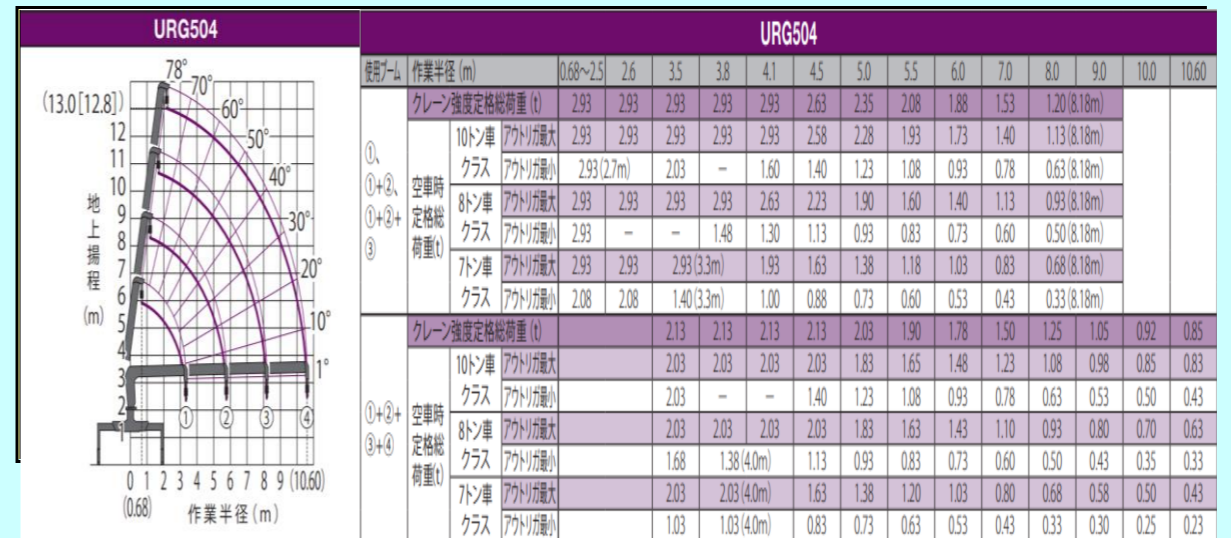 URG504
78°
70°
60°
50°
40°
30°
20°
10°
1°
(13.0[12.8])
12
11
10
9
8
7
6
5
4
3
2
1
地上揚程
(m)
① ② ③ ④
0 1 2 3 4 5 6 7 8 9 (10.60)
(0.68)
作業半径(m)
URG504
使用ブーム 作業半径(m) 0.68~2.5 2.6 3.5 3.8 4.1 4.5 5.0 5.5 6.0 7.0 8.0 9.0 10.0 10.60
①、
①+②、
①+②+
③
クレーン強度定格総荷重(t) 2.93 2.93 2.93 2.93 2.93 2.63 2.35 2.08 1.88 1.53 1.20(8.18m)
空車時
定格総
荷重(t)
10トン車
クラス
アウトリガ最大 2.93 2.93 2.93 2.93 2.93 2.58 2.28 1.93 1.73 1.40 1.13(8.18m)
アウトリガ最小 2.93(2.7m) 2.03 － 1.60 1.40 1.23 1.08 0.93 0.78 0.63(8.18m)
8トン車
クラス
アウトリガ最大 2.93 2.93 2.93 2.93 2.63 2.23 1.90 1.60 1.40 1.13 0.93(8.18m)
アウトリガ最小 2.93 － － 1.48 1.30 1.13 0.93 0.83 0.73 0.60 0.50(8.18m)
7トン車
クラス
アウトリガ最大 2.93 2.93 2.93(3.3m) 1.93 1.63 1.38 1.18 1.03 0.83 0.68(8.18m)
アウトリガ最小 2.08 2.08 1.40(3.3m) 1.00 0.88 0.73 0.60 0.53 0.43 0.33(8.18m)
①+②+
③+④
クレーン強度定格総荷重(t) 2.13 2.13 2.13 2.13 2.03 1.90 1.78 1.50 1.25 1.05 0.92 0.85
空車時
定格総
荷重(t)
10トン車
クラス
アウトリガ最大 2.03 2.03 2.03 2.03 1.83 1.65 1.48 1.23 1.08 0.98 0.85 0.83
アウトリガ最小 2.03 － － 1.40 1.23 1.08 0.93 0.78 0.63 0.53 0.50 0.43
8トン車
クラス
アウトリガ最大 2.03 2.03 2.03 2.03 1.83 1.63 1.43 1.10 0.93 0.80 0.70 0.63
アウトリガ最小 1.68 1.38(4.0m) 1.13 0.93 0.83 0.73 0.60 0.50 0.43 0.35 0.33
7トン車
クラス
アウトリガ最大 2.03 2.03(4.0m) 1.63 1.38 1.20 1.03 0.80 0.68 0.58 0.50 0.43
アウトリガ最小 1.03 1.03(4.0m) 0.83 0.73 0.63 0.53 0.43 0.33 0.30 0.25 0.23